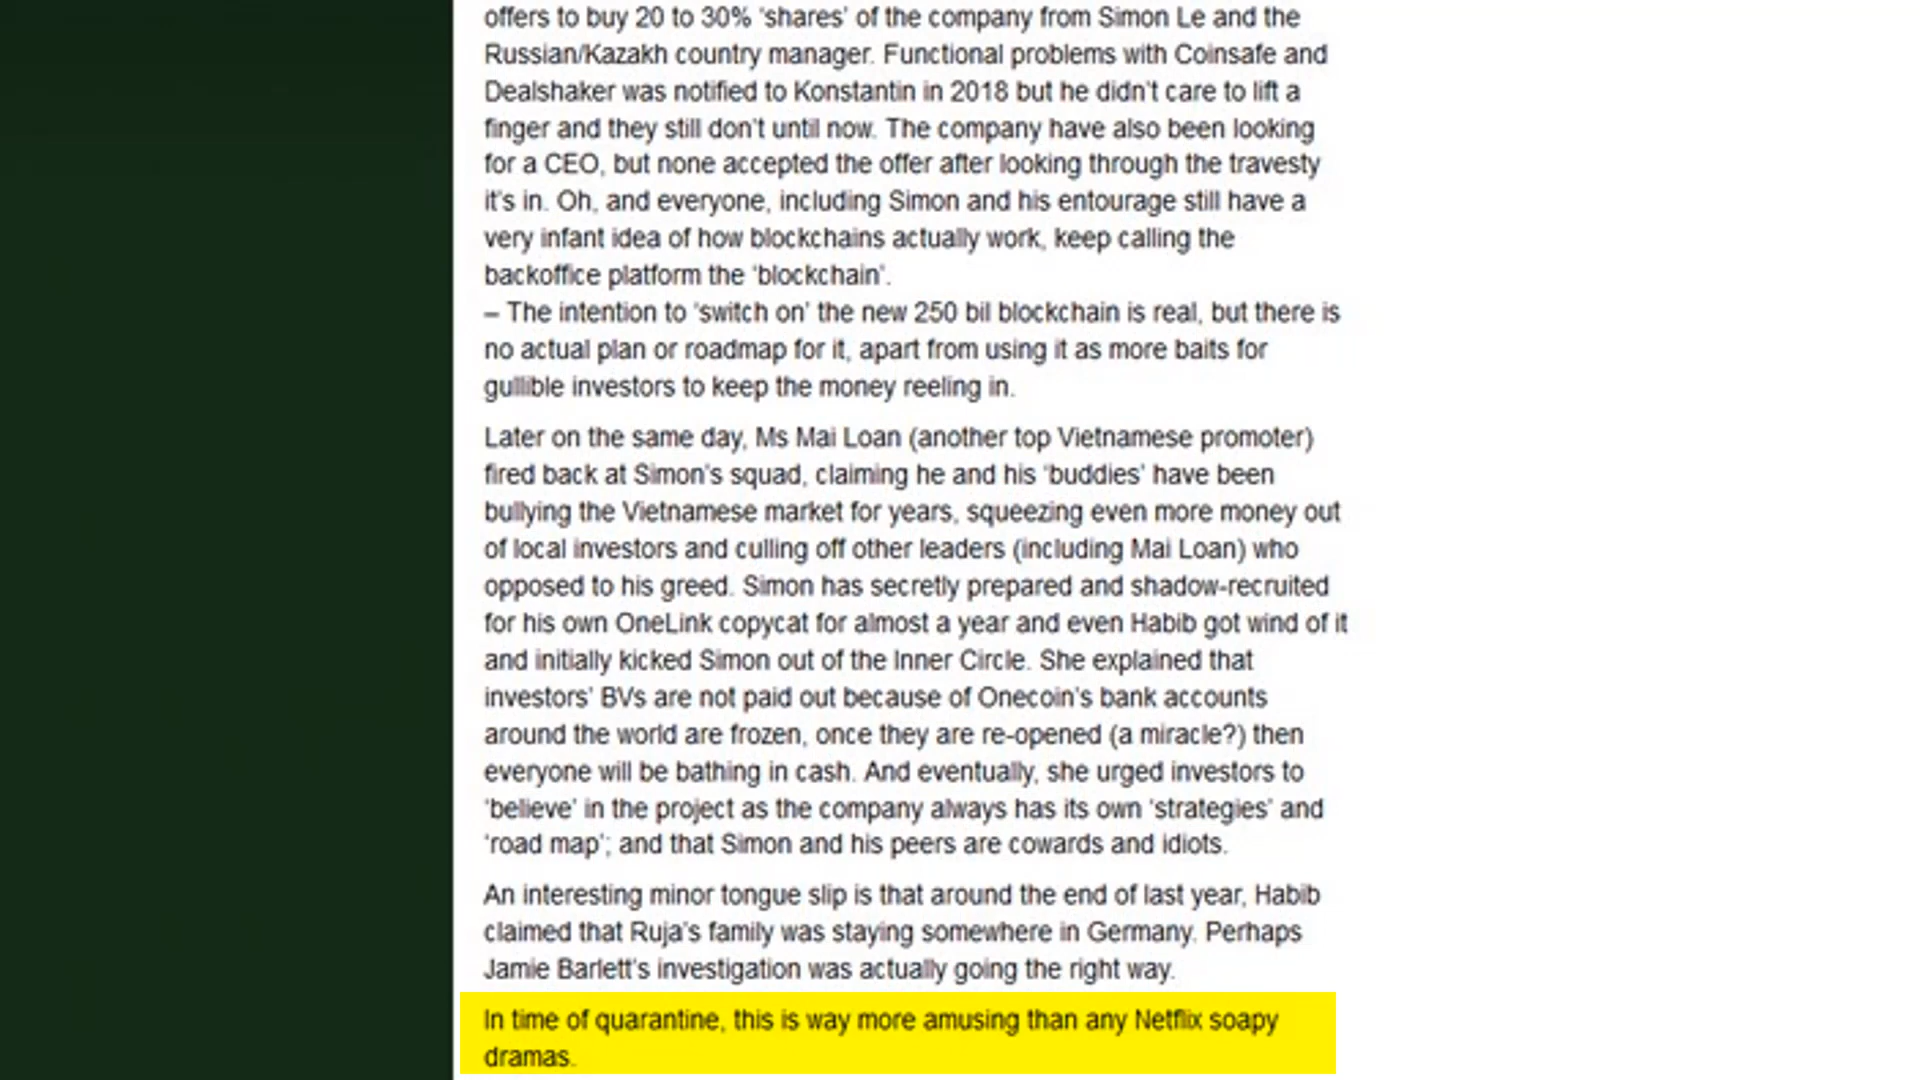 offers to buy 20 to 30% ‘shares’ of the company from Simon Le and the
Russian/Kazakh country manager. Functional problems with Coinsafe and
Dealshaker was notified to Konstantin in 2018 but he didn’t care to lift a
finger and they still don’t until now. The company have also been looking
for a CEO, but none accepted the offer after looking through the travesty
it’s in. Oh, and everyone, including Simon and his entourage still have a
very infant idea of how blockchains actually work, keep calling the
backoffice platform the ‘blockchain’.
– The intention to ‘switch on’ the new 250 bil blockchain is real, but there is
no actual plan or roadmap for it, apart from using it as more baits for
gullible investors to keep the money reeling in.
Later on the same day, Ms Mai Loan (another top Vietnamese promoter)
fired back at Simon’s squad, claiming he and his ‘buddies’ have been
bullying the Vietnamese market for years, squeezing even more money out
of local investors and culling off other leaders (including Mai Loan) who
opposed to his greed. Simon has secretly prepared and shadow-recruited
for his own OneLink copycat for almost a year and even Habib got wind of it
and initially kicked Simon out of the Inner Circle. She explained that
investors’ BVs are not paid out because of Onecoin’s bank accounts
around the world are frozen, once they are re-opened (a miracle?) then
everyone will be bathing in cash. And eventually, she urged investors to
‘believe’ in the project as the company always has its own ‘strategies’ and
‘road map’; and that Simon and his peers are cowards and idiots.
An interesting minor tongue slip is that around the end of last year, Habib
claimed that Ruja’s family was staying somewhere in Germany. Perhaps
Jamie Barlett’s investigation was actually going the right way.
In time of quarantine, this is way more amusing than any Netflix soapy
dramas.